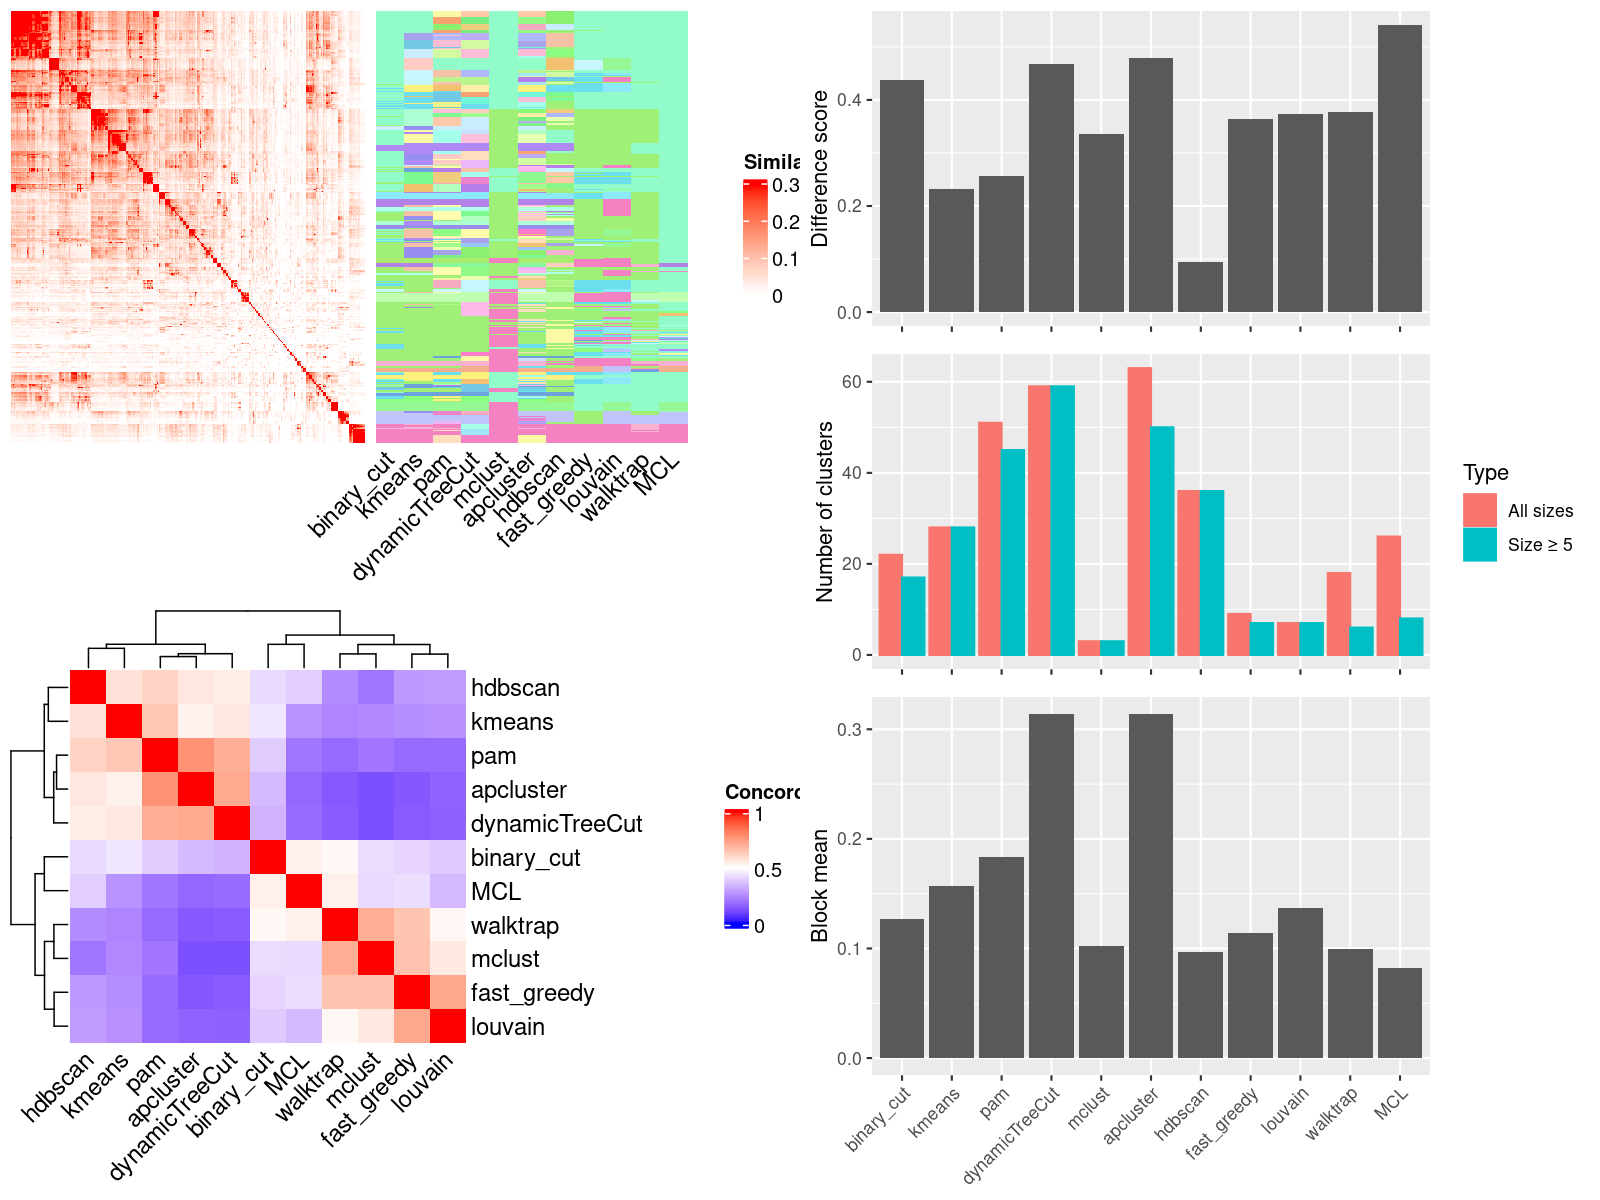 Simila
0.3
0.2
0.1
0
binary_cut
kmeans
pam
dynamicTreeCut
mclust
apcluster
hdbscan
fast_greedy
louvain
walktrap
MCL
Difference score
0.4
0.2
0.0
Number of clusters
60
40
20
0
Type
All sizes
Size ≥ 5
hdbscan
kmeans
pam
apcluster
dynamicTreeCut
binary_cut
MCL
walktrap
mclust
fast_greedy
louvain
hdbscan
kmeans
pam
apcluster
dynamicTreeCut
binary_cut
MCL
walktrap
mclust
fast_greedy
louvain
Concord
1
0.5
0
Block mean
0.3
0.2
0.1
0.0
binary_cut
kmeans
pam
dynamicTreeCut
mclust
apcluster
hdbscan
fast_greedy
louvain
walktrap
MCL